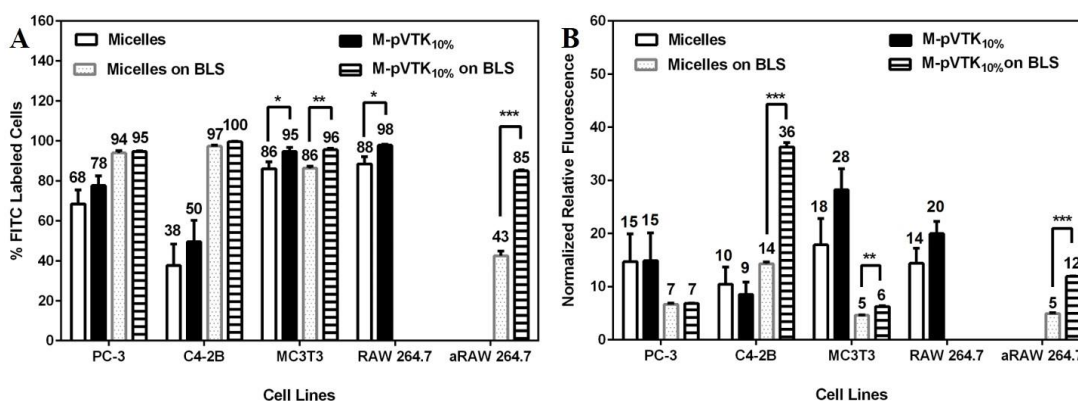 A
Micelles
M-pVTK10%
Micelles on BLS
M-pVTK10% on BLS
% FITC Labeled Cells
160
140
120
100
80
60
40
20
0
68
78
94
95
38
50
97
100
86
95
86
96
88
98
43
85
*
**
*
***
PC-3
C4-2B
MC3T3
RAW 264.7
aRAW 264.7
Cell Lines
B
Micelles
M-pVTK10%
Micelles on BLS
M-pVTK10% on BLS
Normalized Relative Fluorescence
60
50
40
30
20
10
0
15
15
7
7
10
9
14
36
18
28
5
6
14
20
5
12
***
**
***
PC-3
C4-2B
MC3T3
RAW 264.7
aRAW 264.7
Cell Lines